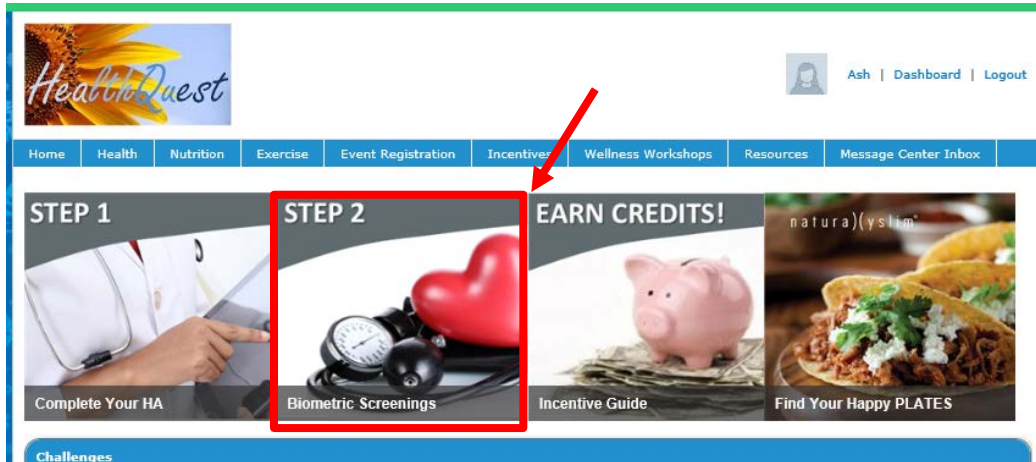 HealthQuest
Ash | Dashboard | Logout
Home Health Nutrition Exercise Event Registration Incentives Wellness Workshops Resources Message Center Inbox
STEP 1
Complete Your HA
STEP 2
Biometric Screenings
EARN CREDITS!
Incentive Guide
natura)(yslim
Find Your Happy PLATES
Challenges